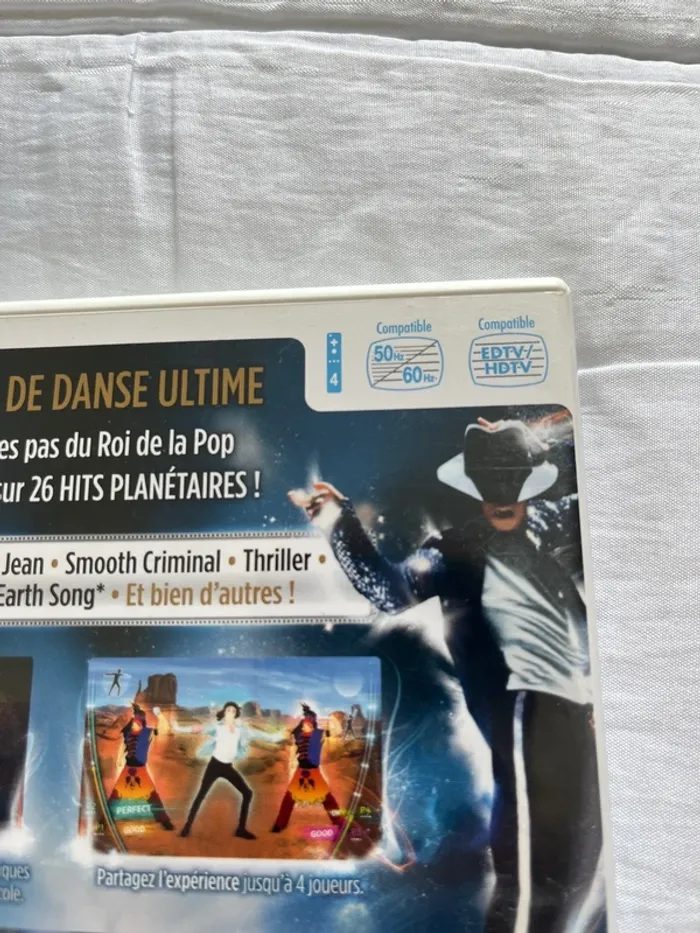 Compatible
50Hz
60Hz
Compatible
EDTV/
HDTV
4
DE DANSE ULTIME
es pas du Roi de la Pop
ur 26 HITS PLANÉTAIRES !
Jean • Smooth Criminal • Thriller •
Earth Song* • Et bien d'autres !
PERFECT
GOOD
GOOD
Partagez l'expérience jusqu'à 4 joueurs.
ques